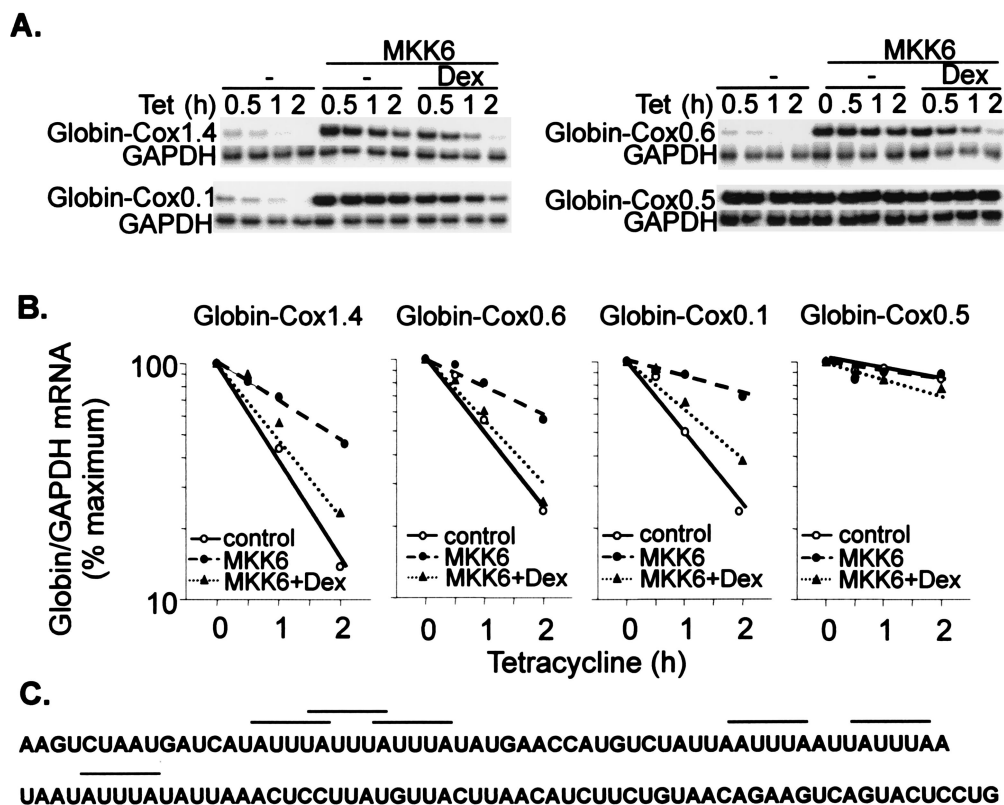 A.
MKK6
- - Dex
Tet (h) 0.5 1 2 0.5 1 2 0.5 1 2
Globin-Cox1.4
GAPDH
Globin-Cox0.1
GAPDH
MKK6
- - Dex
Tet (h) 0.5 1 2 0 0.5 1 2 0.5 1 2
Globin-Cox0.6
GAPDH
Globin-Cox0.5
GAPDH
B.
Globin-Cox1.4 Globin-Cox0.6 Globin-Cox0.1 Globin-Cox0.5
Globin/GAPDH mRNA
(% maximum)
100
10
control
MKK6
MKK6+Dex
control
MKK6
MKK6+Dex
control
MKK6
MKK6+Dex
control
MKK6
MKK6+Dex
0 1 2 0 1 2 0 1 2 0 1 2
Tetracycline (h)
C.
AAGUCUAAUGAUCAUAUUUAUUUAUUUAUAUGAACCAUGUCUAUUAAUUUAAUUAUUUAA
UAAUAUUUAUAUUAAACUCCUUAUGUUACUUAACAUCUUCUGUAACAGAAGUCAGUACUCCUG